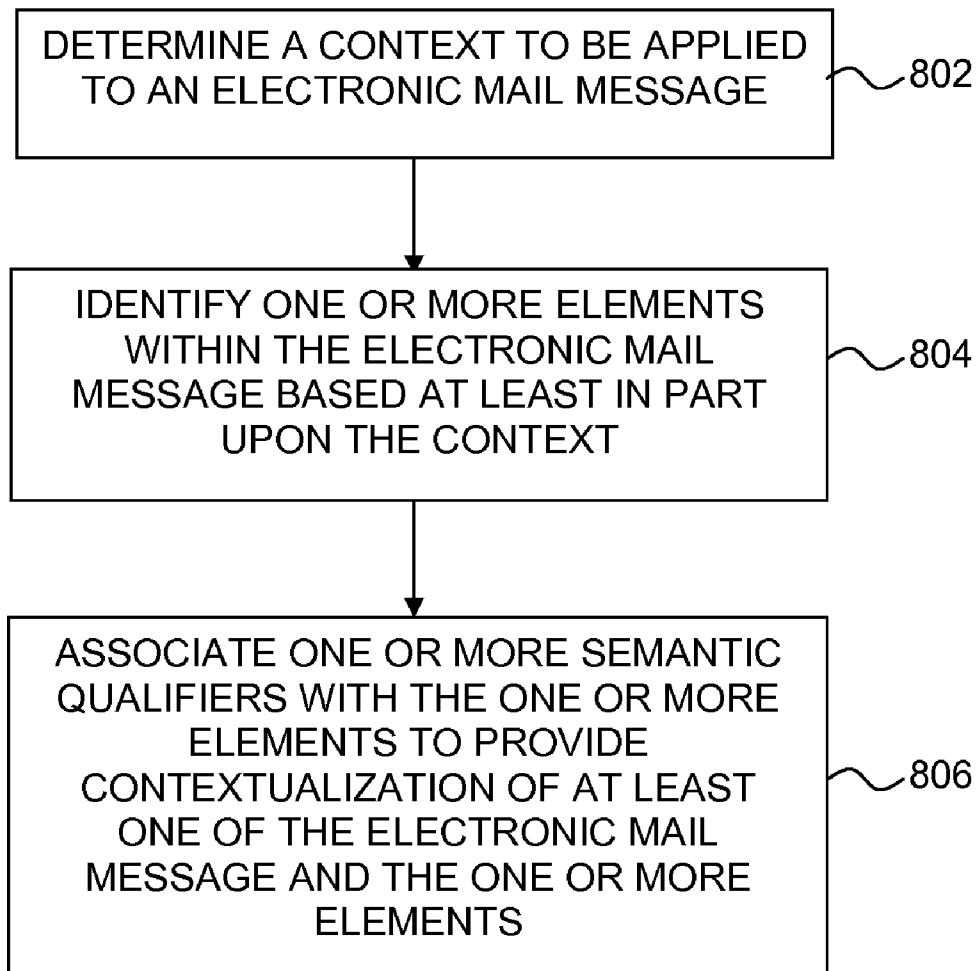 DETERMINE A CONTEXT TO BE APPLIED
TO AN ELECTRONIC MAIL MESSAGE
802
IDENTIFY ONE OR MORE ELEMENTS
WITHIN THE ELECTRONIC MAIL
MESSAGE BASED AT LEAST IN PART
UPON THE CONTEXT
804
ASSOCIATE ONE OR MORE SEMANTIC
QUALIFIERS WITH THE ONE OR MORE
ELEMENTS TO PROVIDE
CONTEXTUALIZATION OF AT LEAST
ONE OF THE ELECTRONIC MAIL
MESSAGE AND THE ONE OR MORE
ELEMENTS
806